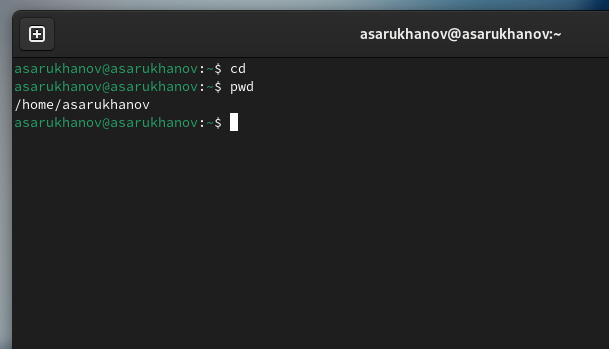 asarukhanov@asarukhanov:~
asarukhanov@asarukhanov:~$ cd
asarukhanov@asarukhanov:~$ pwd
/home/asarukhanov
asarukhanov@asarukhanov:~$